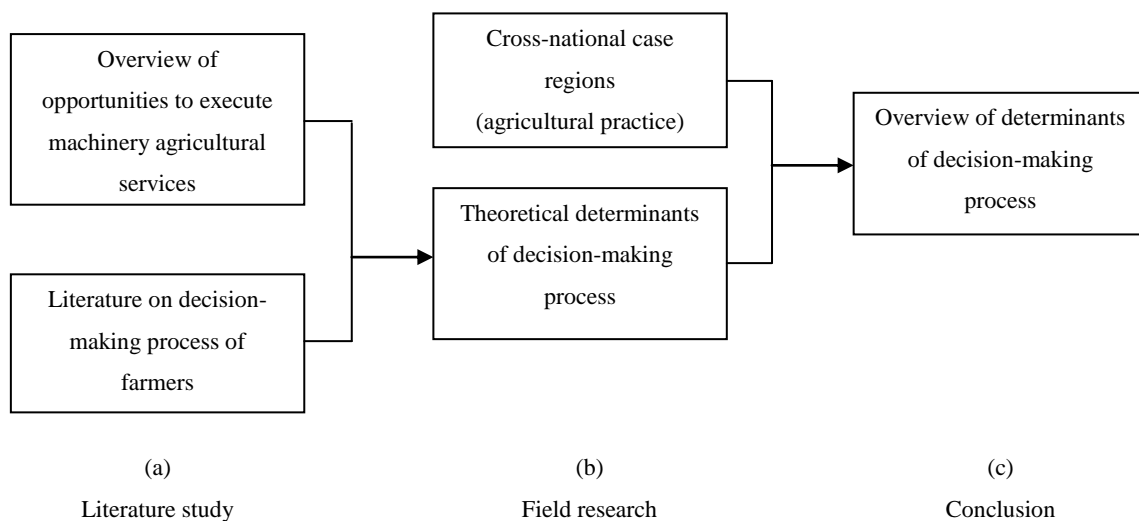 Overview of
opportunities to execute
machinery agricultural
services
Literature on decision-
making process of
farmers
Cross-national case
regions
(agricultural practice)
Theoretical determinants
of decision-making
process
Overview of determinants
of decision-making
process
(a)
Literature study
(b)
Field research
(c)
Conclusion